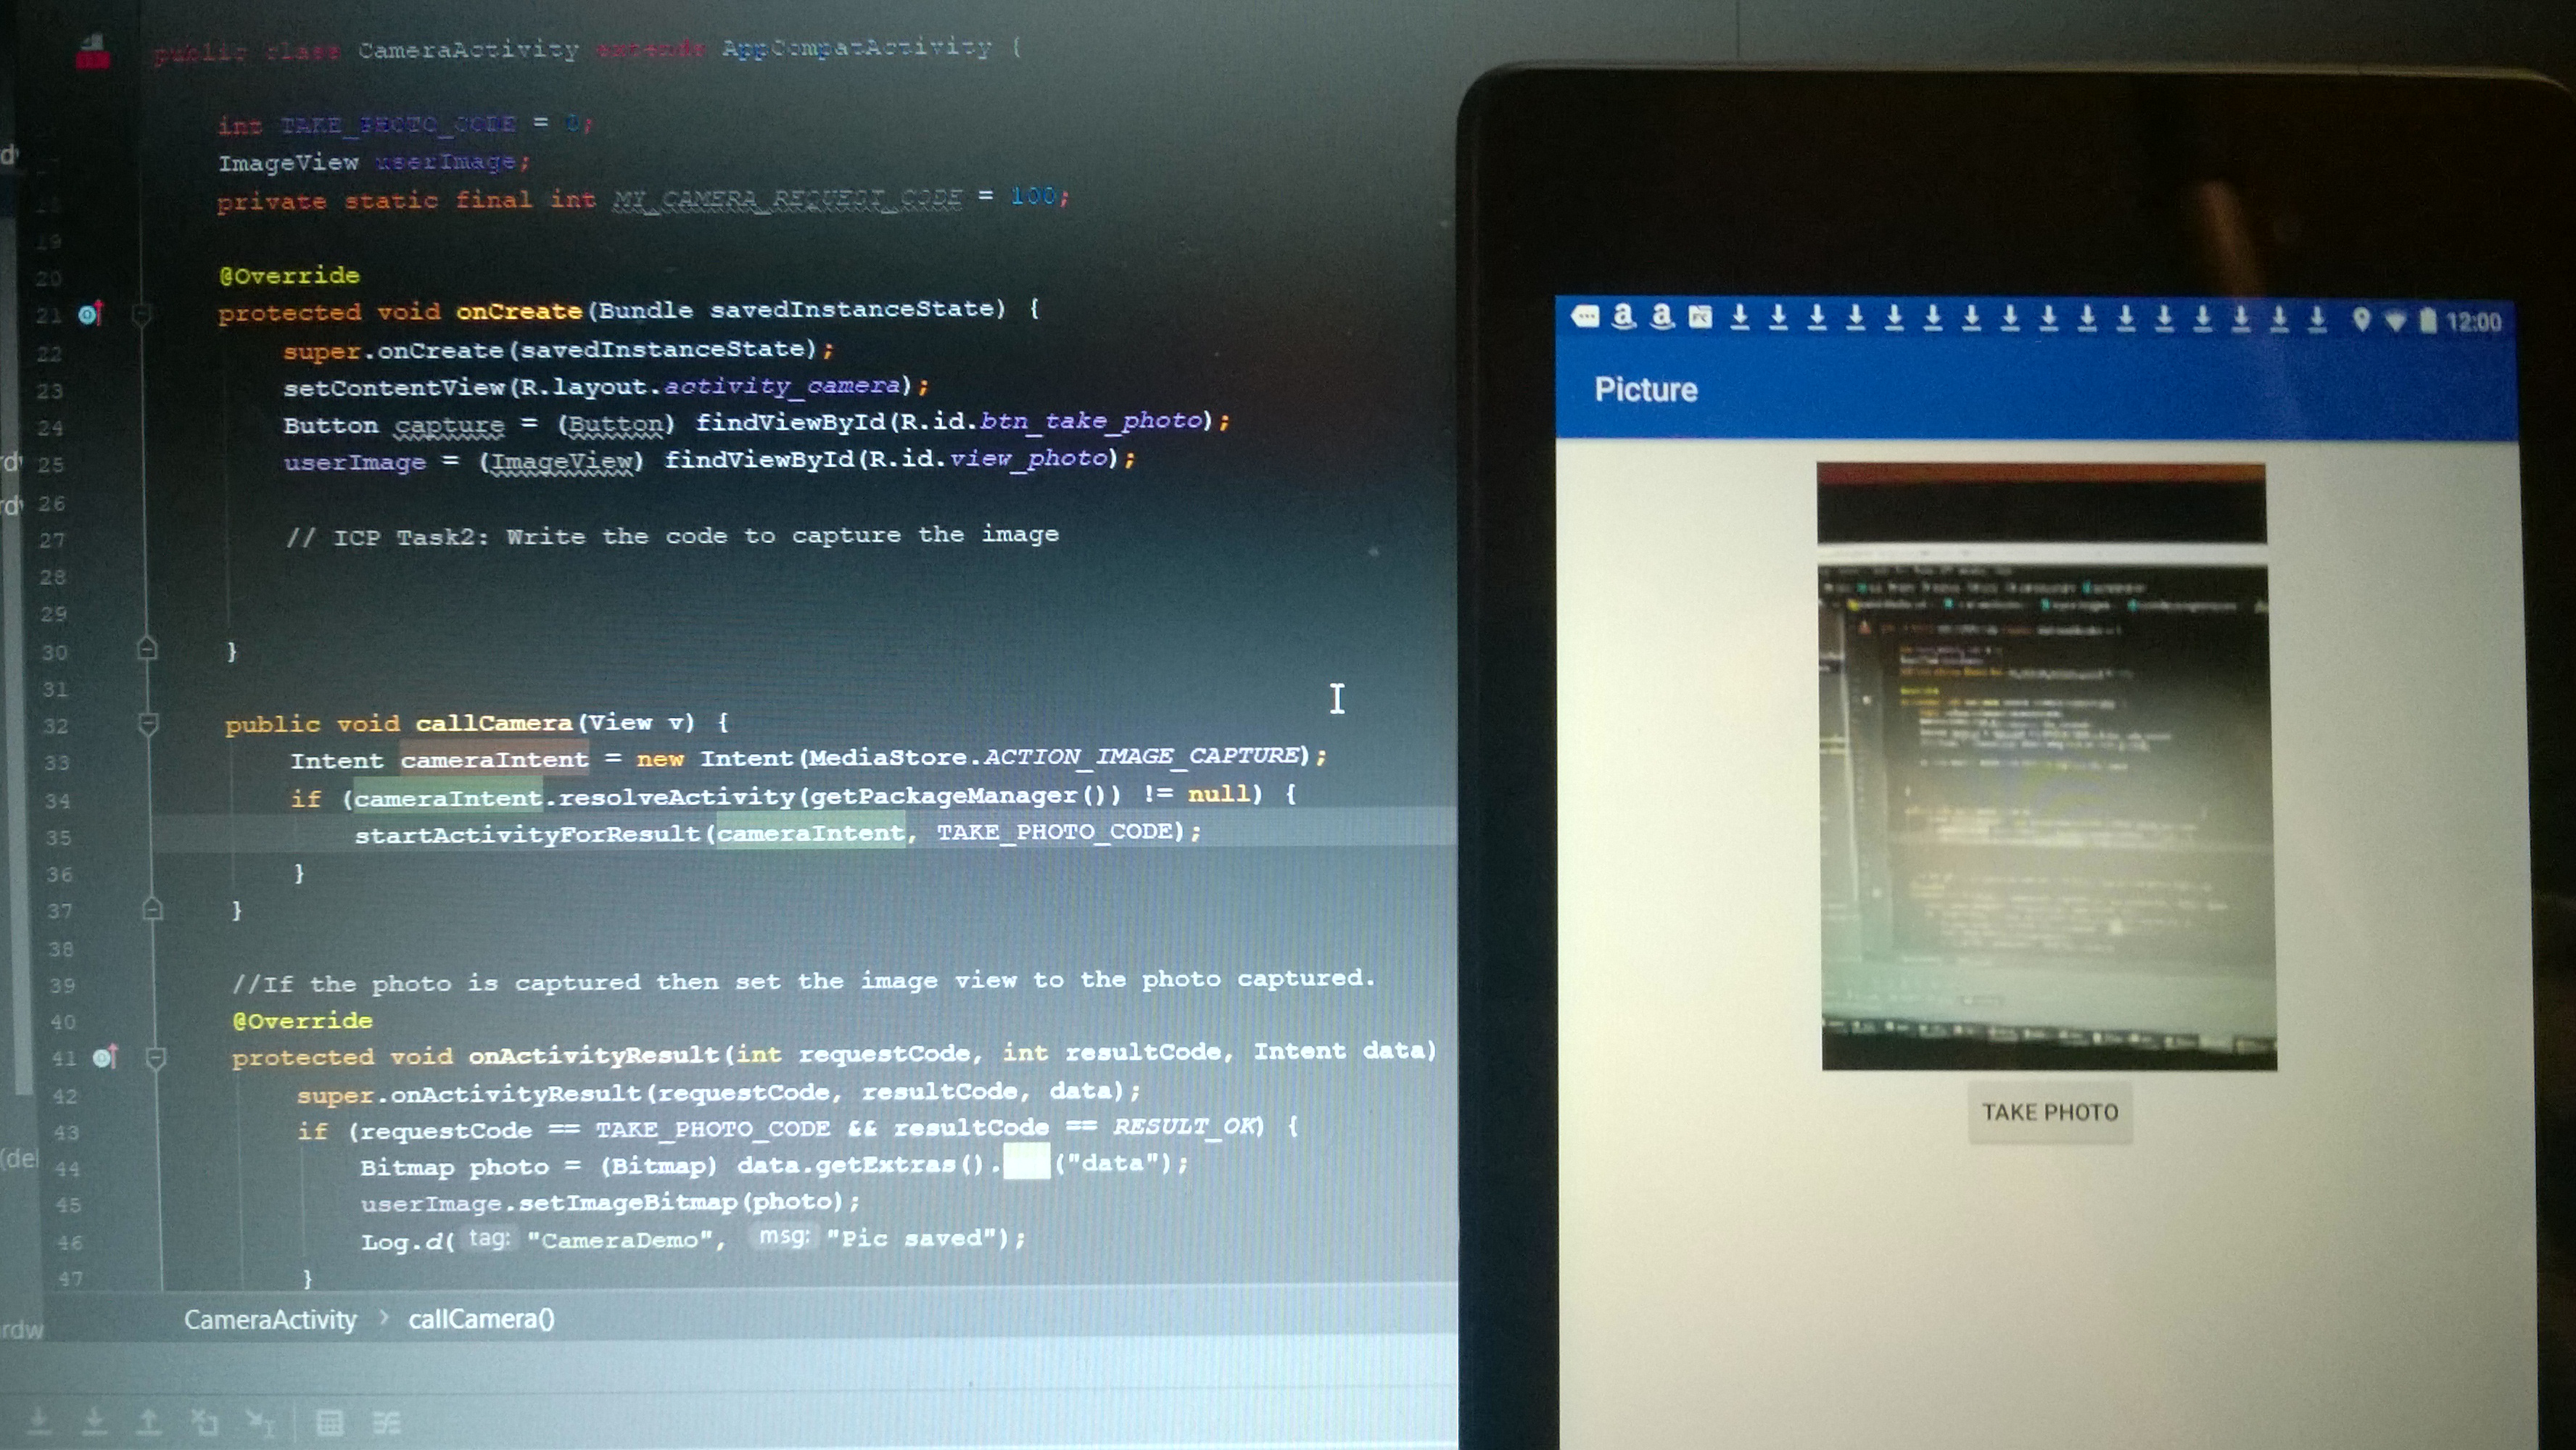 public class CameraActivity extends AppCompatActivity {
int TAKE_PHOTO_CODE = 0;
ImageView userImage;
18 private static final int MY_CAMERA_REQUEST_CODE = 100;
19
20 @Override
21 protected void onCreate(Bundle savedInstanceState) {
22 super.onCreate(savedInstanceState);
23 setContentView(R.layout.activity_camera);
24 Button capture = (Button) findViewById(R.id.btn_take_photo);
25 userImage = (ImageView) findViewById(R.id.view_photo);
26
27 // ICP Task2: Write the code to capture the image
28
29
30 }
31
32 public void callCamera(View v) {
33 Intent cameraIntent = new Intent(MediaStore.ACTION_IMAGE_CAPTURE);
34 if (cameraIntent.resolveActivity(getPackageManager()) != null) {
35 startActivityForResult(cameraIntent, TAKE_PHOTO_CODE);
36 }
37 }
38
39 //If the photo is captured then set the image view to the photo captured.
40 @Override
41 protected void onActivityResult(int requestCode, int resultCode, Intent data)
42 super.onActivityResult(requestCode, resultCode, data);
43 if (requestCode == TAKE_PHOTO_CODE && resultCode == RESULT_OK) {
44 Bitmap photo = (Bitmap) data.getExtras(). ("data");
45 userImage.setImageBitmap(photo);
46 Log.d( tag: "CameraDemo", msg: "Pic saved");
47 }
CameraActivity > callCamera()
12:00
Picture
TAKE PHOTO